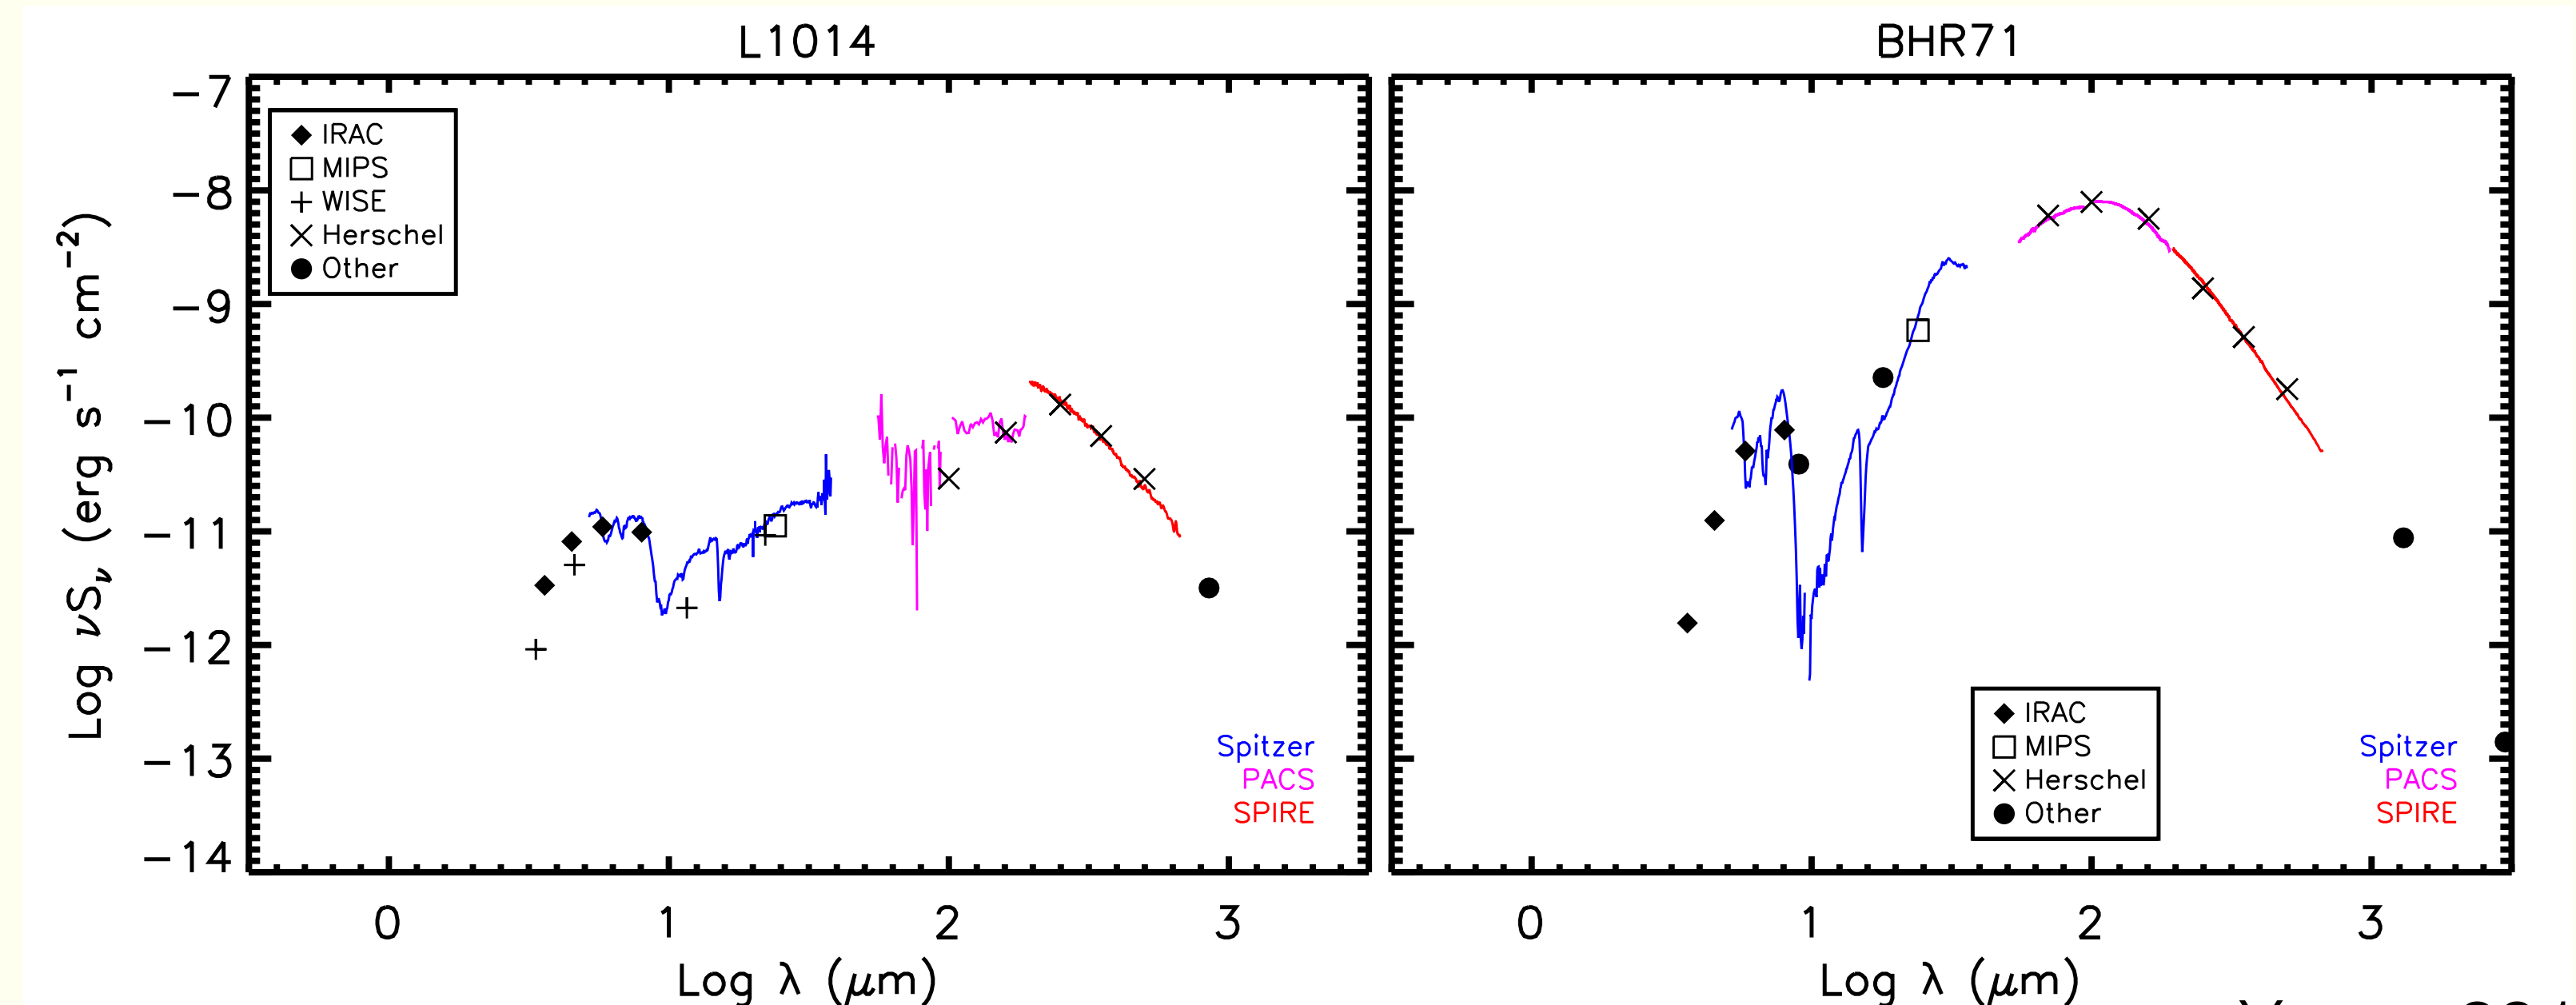 L1014
BHR71
−7
−8
−9
−10
−11
−12
−13
−14
Log νSν (erg s−1 cm−2)
IRAC
MIPS
WISE
Herschel
Other
Spitzer
PACS
SPIRE
IRAC
MIPS
Herschel
Other
Spitzer
PACS
SPIRE
0 1 2 3
0 1 2 3
Log λ (μm)
Log λ (μm)